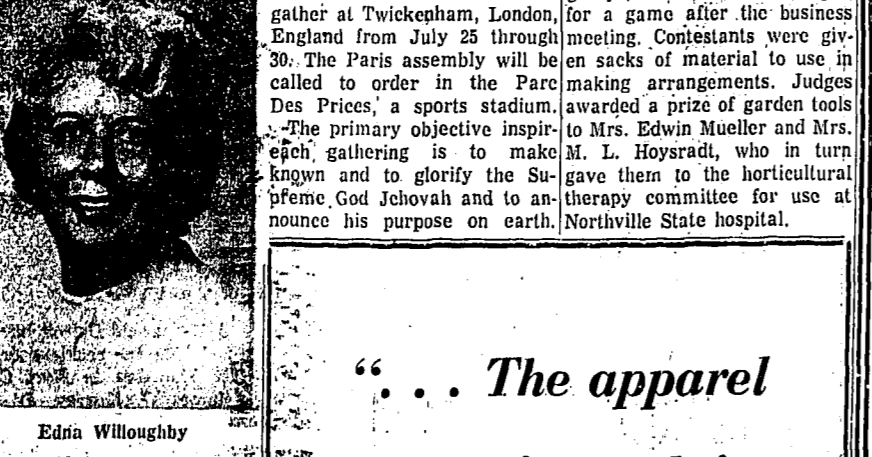 gather at Twickenham, London,
England from July 25 through
30. The Paris assembly will be
called to order in the Parc
Des Prices, a sports stadium.
The primary objective inspir-
each gathering is to make
known and to glorify the Su-
preme God Jehovah and to an-
nounce his purpose on earth.
for a game after the business
meeting. Contestants were giv-
en sacks of material to use in
making arrangements. Judges
awarded a prize of garden tools
to Mrs. Edwin Mueller and Mrs.
M. L. Hoysradt, who in turn
gave them to the horticultural
therapy committee for use at
Northville State hospital.
Edna Willoughby
“. . . The apparel